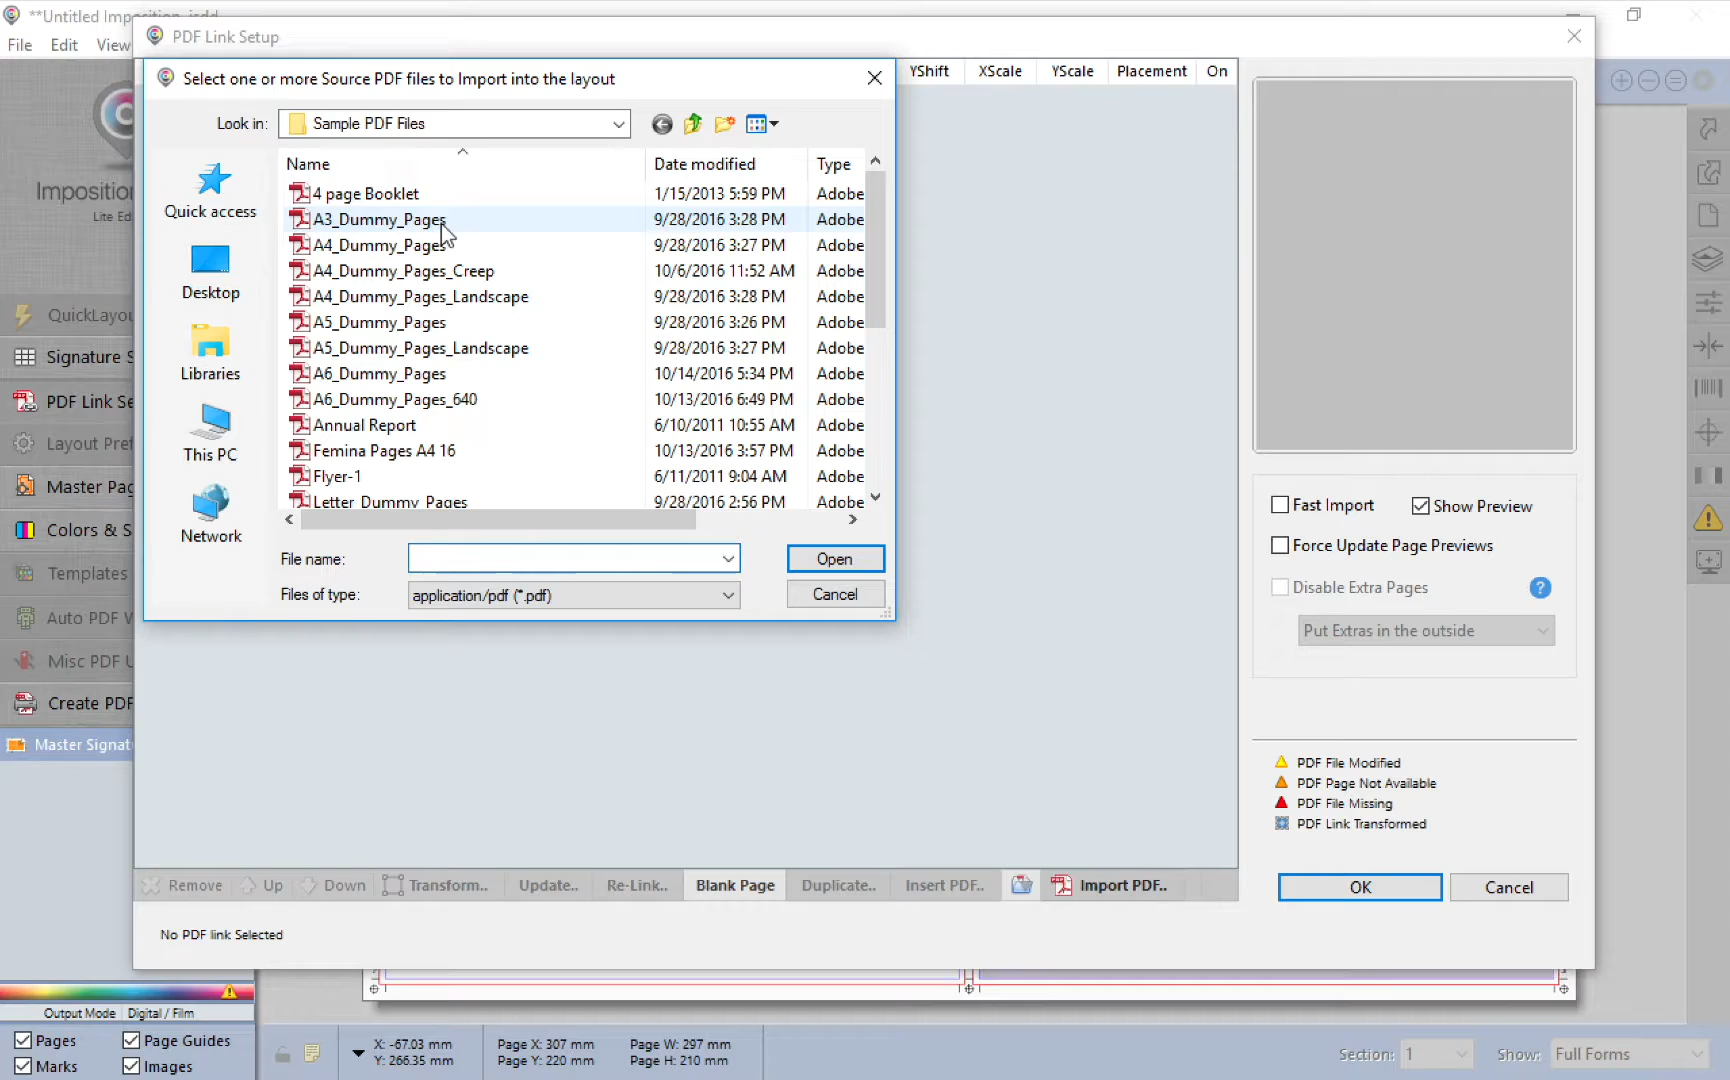 **Untitled Imposition.isdd
File Edit View
PDF Link Setup
Select one or more Source PDF files to Import into the layout
YShift XScale YScale Placement On
Look in: Sample PDF Files
Name Date modified Type
4 page Booklet 1/15/2013 5:59 PM Adobe
A3_Dummy_Pages 9/28/2016 3:28 PM Adobe
A4_Dummy_Pages 9/28/2016 3:27 PM Adobe
A4_Dummy_Pages_Creep 10/6/2016 11:52 AM Adobe
A4_Dummy_Pages_Landscape 9/28/2016 3:28 PM Adobe
A5_Dummy_Pages 9/28/2016 3:26 PM Adobe
A5_Dummy_Pages_Landscape 9/28/2016 3:27 PM Adobe
A6_Dummy_Pages 10/14/2016 5:34 PM Adobe
A6_Dummy_Pages_640 10/13/2016 6:49 PM Adobe
Annual Report 6/10/2011 10:55 AM Adobe
Femina Pages A4 16 10/13/2016 3:57 PM Adobe
Flyer-1 6/11/2011 9:04 AM Adobe
Letter_Dummy_Pages 9/28/2016 2:56 PM Adobe
Quick access
Desktop
Libraries
This PC
Network
File name: Open
Files of type: application/pdf (*.pdf) Cancel
Imposition
Lite Ed
QuickLayou
Signature S
PDF Link Se
Layout Pref
Master Pag
Colors & S
Templates
Auto PDF V
Misc PDF U
Create PDF
Master Signatu
Fast Import Show Preview
Force Update Page Previews
Disable Extra Pages ?
Put Extras in the outside
PDF File Modified
PDF Page Not Available
PDF File Missing
PDF Link Transformed
OK Cancel
Remove Up Down Transform.. Update.. Re-Link.. Blank Page Duplicate.. Insert PDF.. Import PDF..
No PDF link Selected
Output Mode Digital / Film
Pages Page Guides
Marks Images
X: -67.03 mm
Y: 266.35 mm
Page X: 307 mm
Page Y: 220 mm
Page W: 297 mm
Page H: 210 mm
Section: 1 Show: Full Forms